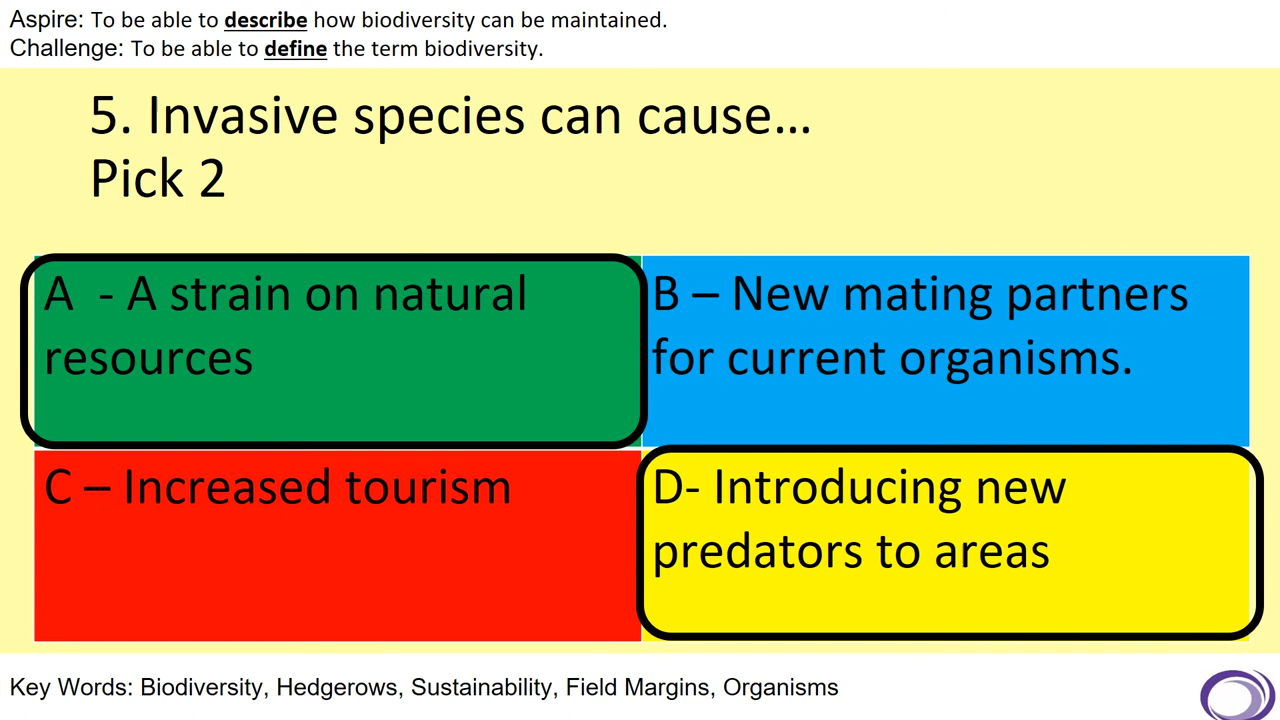 Aspire: To be able to describe how biodiversity can be maintained.
Challenge: To be able to define the term biodiversity.
5. Invasive species can cause…
Pick 2
A  - A strain on natural
resources
B – New mating partners
for current organisms.
C – Increased tourism
D- Introducing new
predators to areas
Key Words: Biodiversity, Hedgerows, Sustainability, Field Margins, Organisms